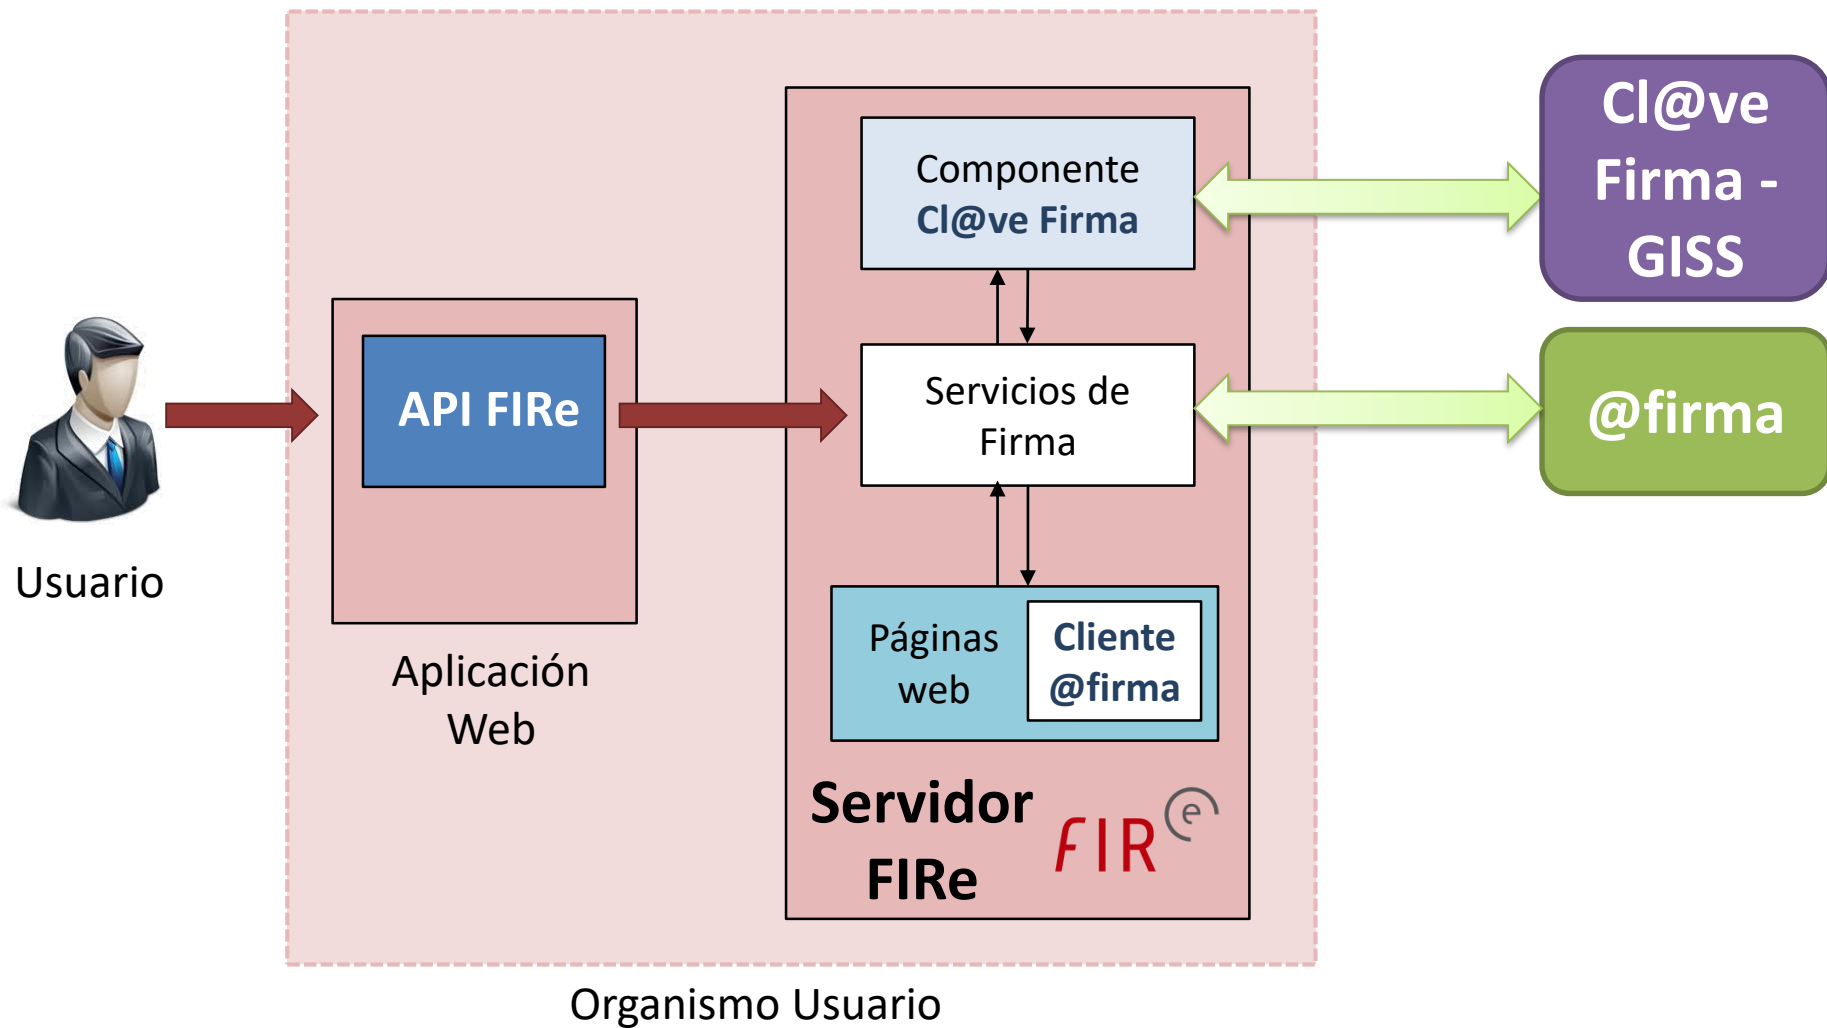 Usuario
API FIRe
Aplicación
Web
Componente
Cl@ve Firma
Servicios de
Firma
Páginas
web
Cliente
@firma
Servidor
FIRe
FIR e
Cl@ve
Firma -
GISS
@firma
Organismo Usuario